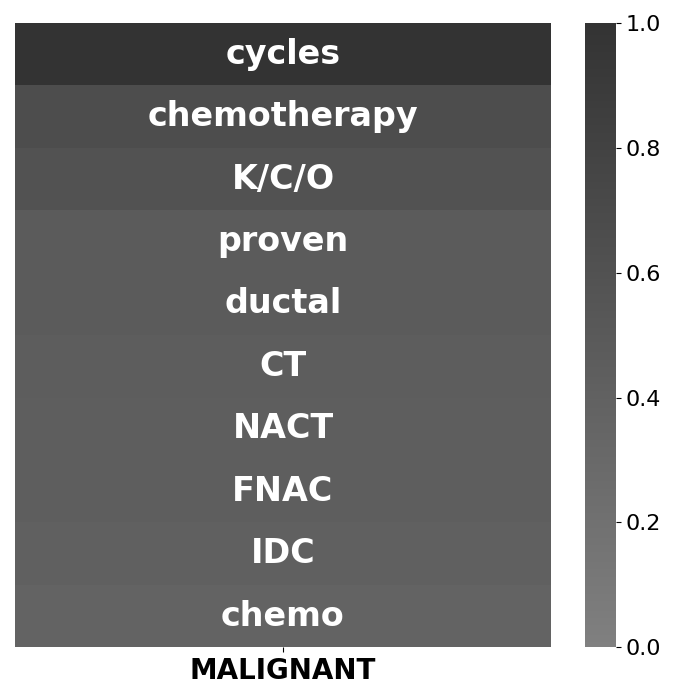 cycles
chemotherapy
K/C/O
proven
ductal
CT
NACT
FNAC
IDC
chemo
MALIGNANT
1.0
0.8
0.6
0.4
0.2
0.0